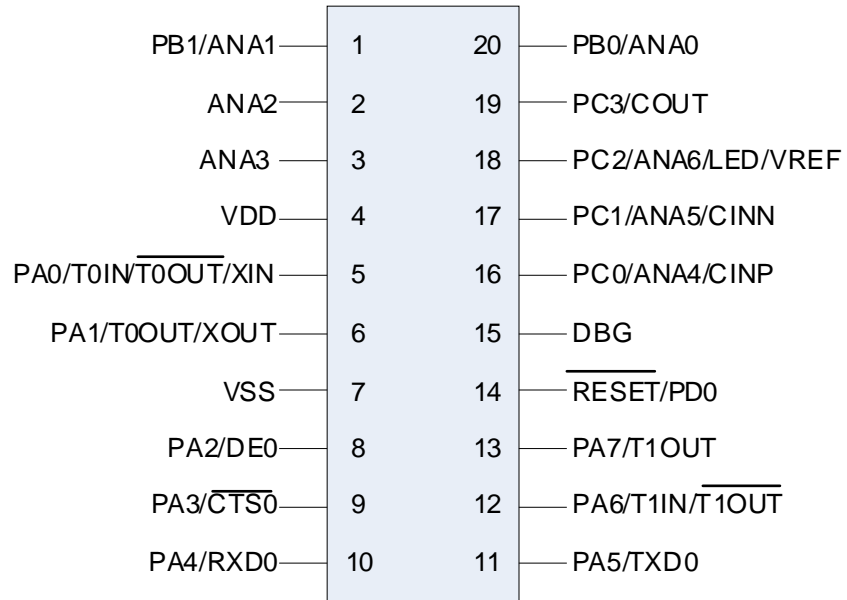 PB1/ANA1 1 20 PB0/ANA0
ANA2 2 19 PC3/COUT
ANA3 3 18 PC2/ANA6/LED/VREF
VDD 4 17 PC1/ANA5/CINN
PA0/T0IN/T0OUT/XIN 5 16 PC0/ANA4/CINP
PA1/T0OUT/XOUT 6 15 DBG
VSS 7 14 RESET/PD0
PA2/DE0 8 13 PA7/T1OUT
PA3/CTS0 9 12 PA6/T1IN/T1OUT
PA4/RXD0 10 11 PA5/TXD0